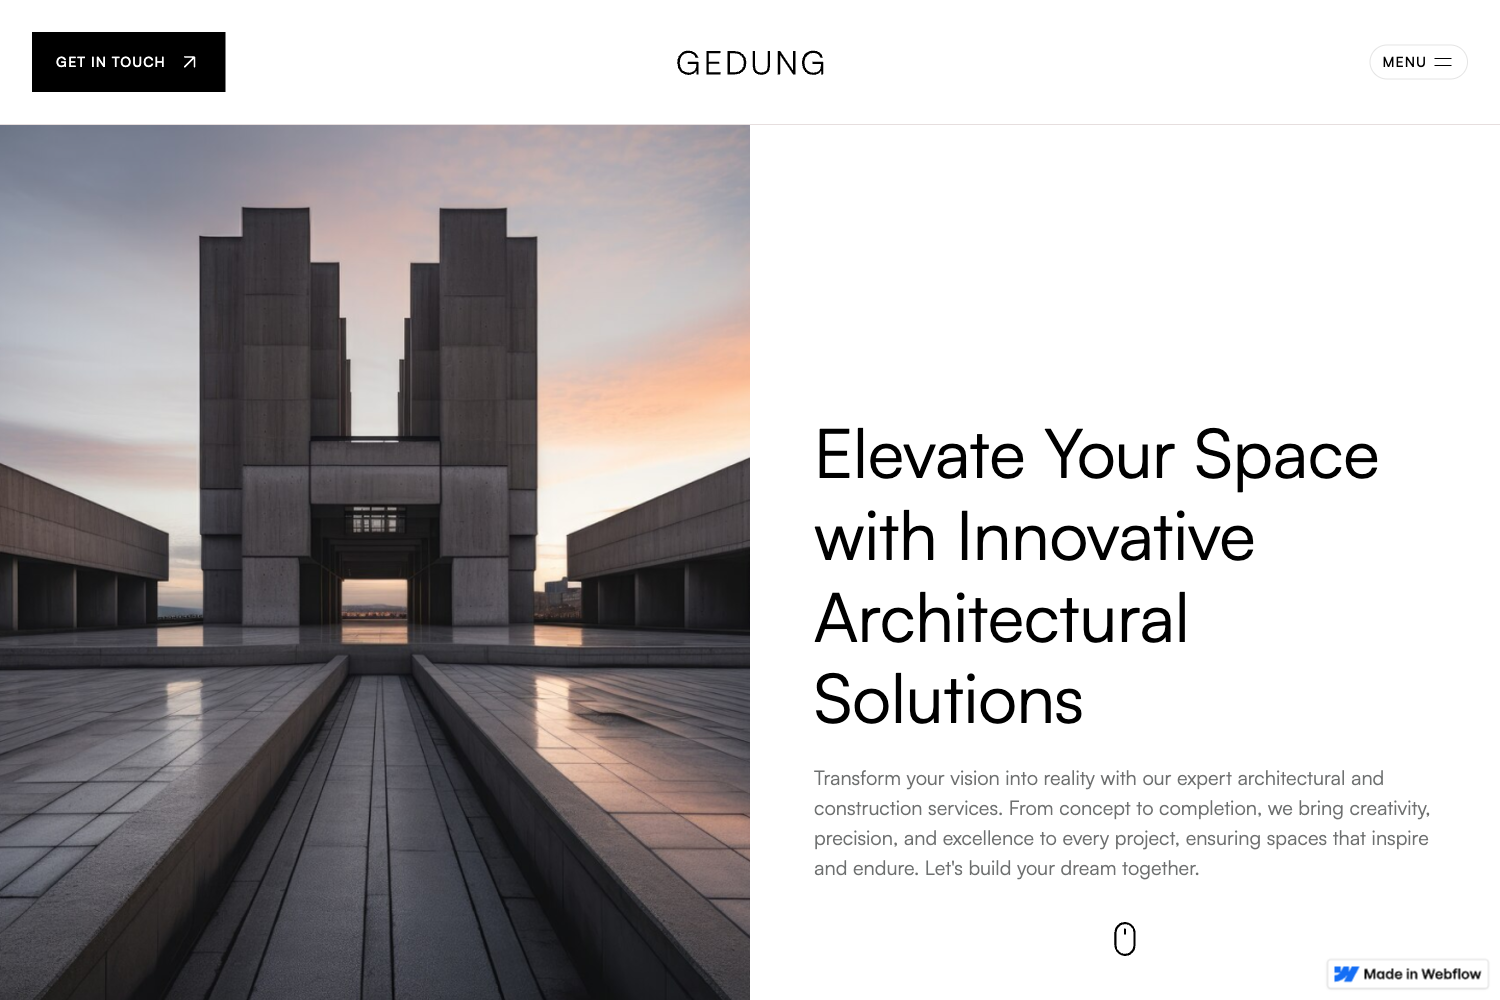 GET IN TOUCH
GEDUNG
MENU
Elevate Your Space
with Innovative
Architectural
Solutions
Transform your vision into reality with our expert architectural and
construction services. From concept to completion, we bring creativity,
precision, and excellence to every project, ensuring spaces that inspire
and endure. Let's build your dream together.
Made in Webflow